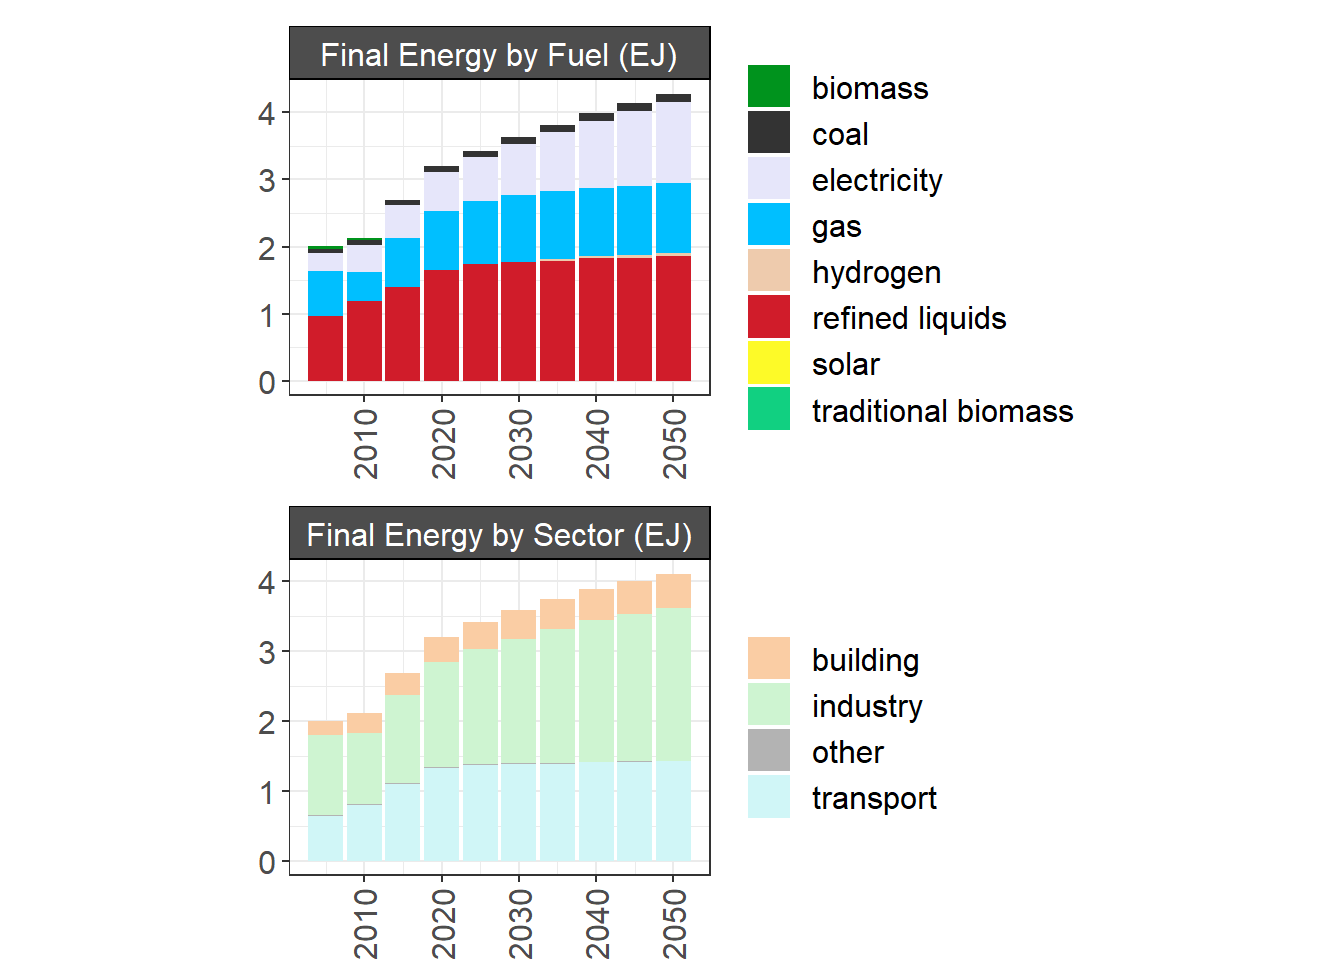 Final Energy by Fuel (EJ)
4
3
2
1
0
2010
2020
2030
2040
2050
biomass
coal
electricity
gas
hydrogen
refined liquids
solar
traditional biomass
Final Energy by Sector (EJ)
4
3
2
1
0
2010
2020
2030
2040
2050
building
industry
other
transport